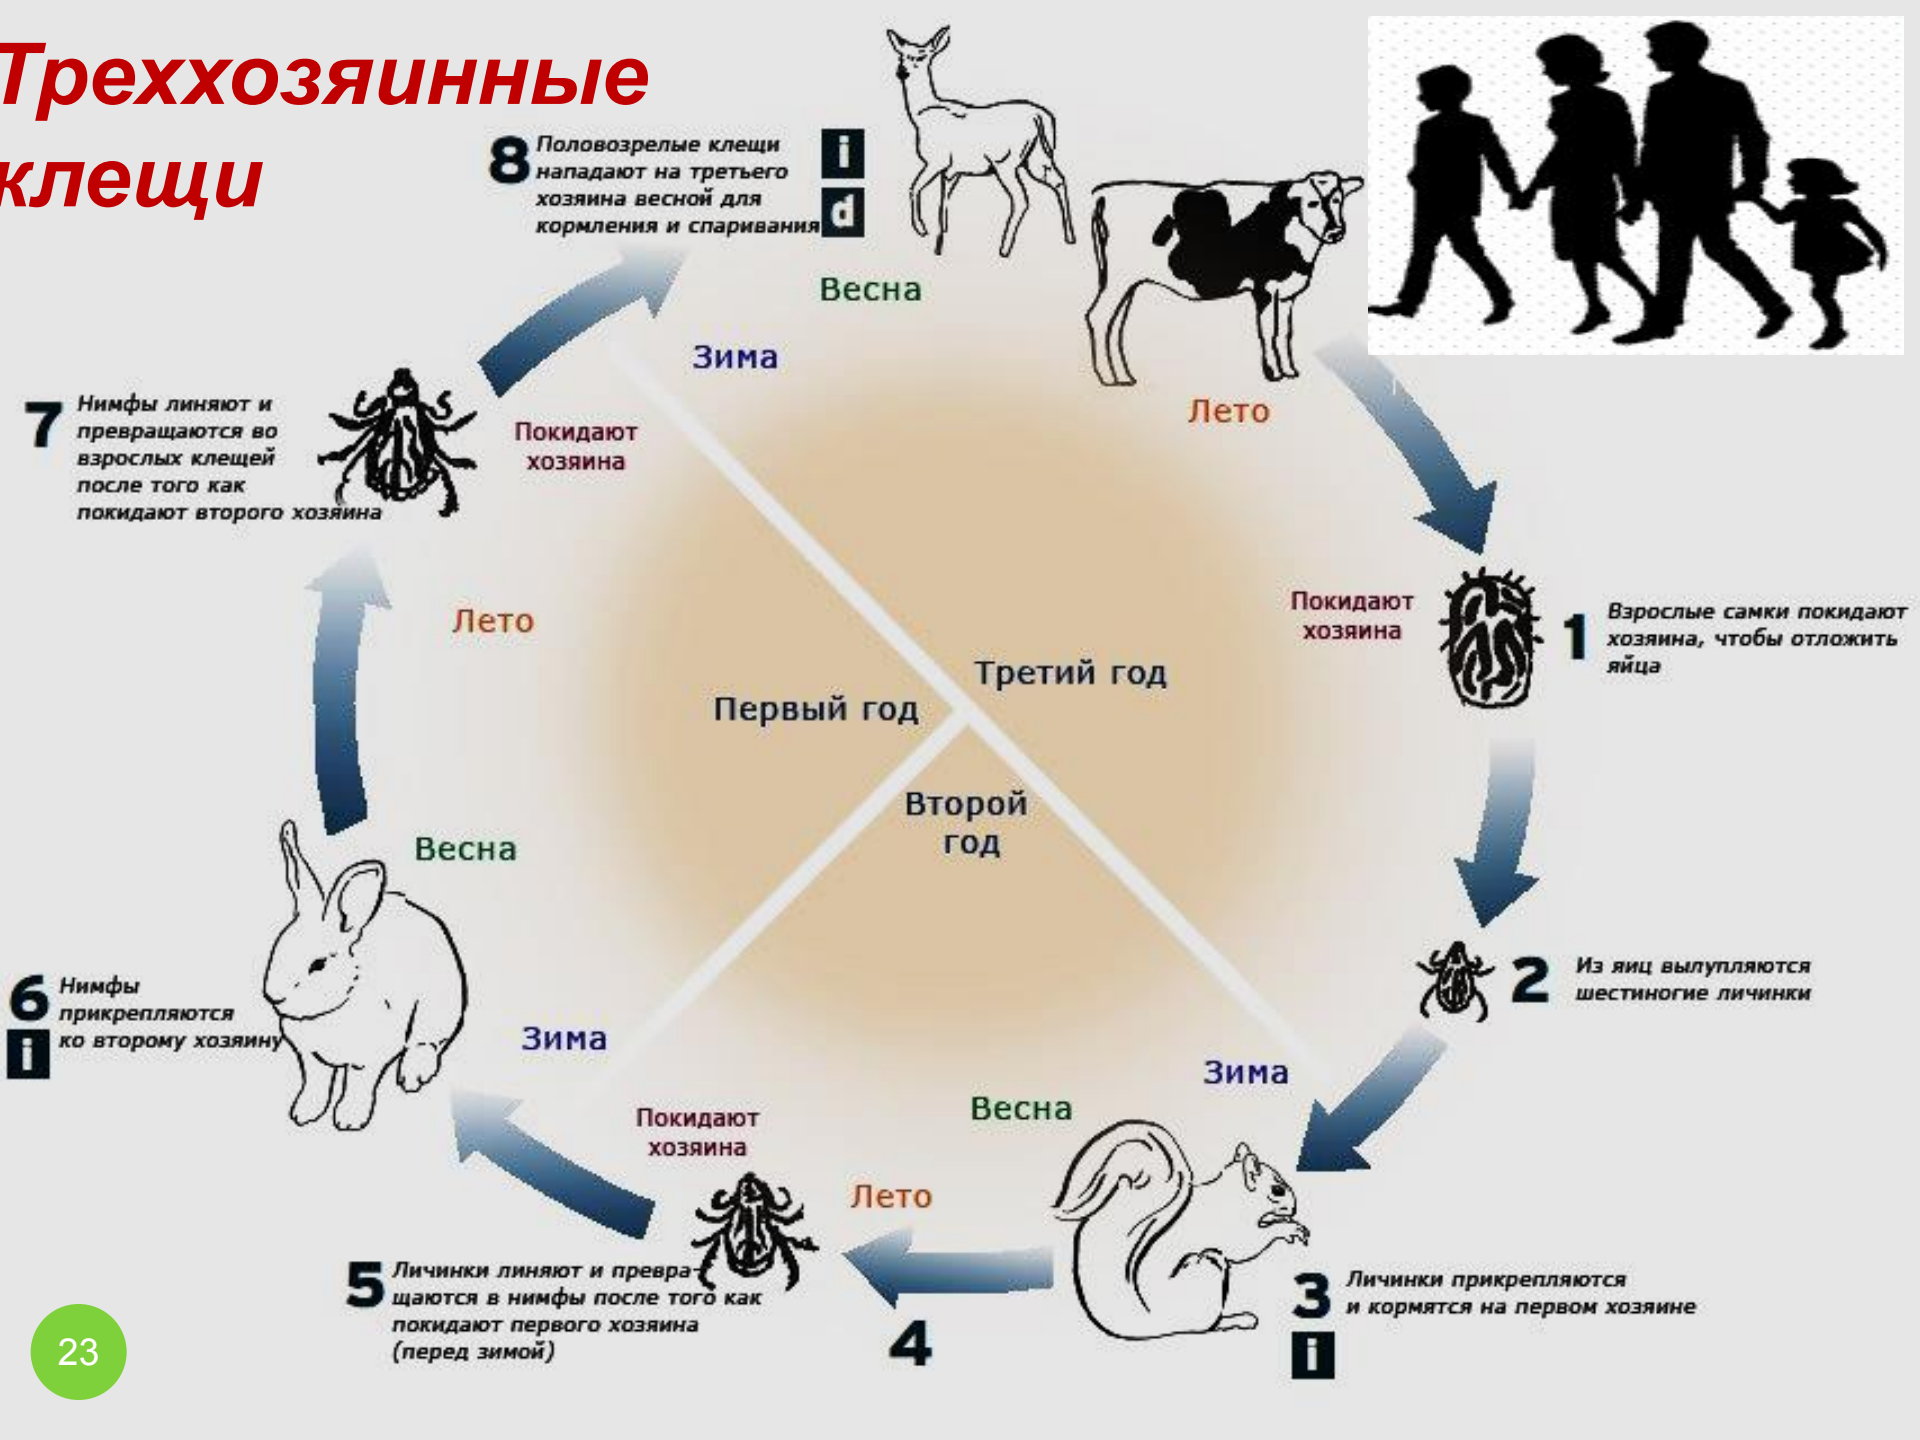 Треххозяинные
клещи
8 Половозрелые клещи
нападают на третьего
хозяина весной для
кормления и спаривания
i
d
Весна
Зима
Лето
7 Нимфы линяют и
превращаются во
взрослых клещей
после того как
покидают второго хозяина
Покидают
хозяина
Лето
Покидают
хозяина
1 Взрослые самки покидают
хозяина, чтобы отложить
яйца
Третий год
Первый год
Второй
год
Весна
6 Нимфы
прикрепляются
ко второму хозяину
i
Зима
2 Из яиц вылупляются
шестиногие личинки
Зима
Весна
Покидают
хозяина
Лето
5 Личинки линяют и превра-
щаются в нимфы после того как
покидают первого хозяина
(перед зимой)
4
3 Личинки прикрепляются
и кормятся на первом хозяине
i
23